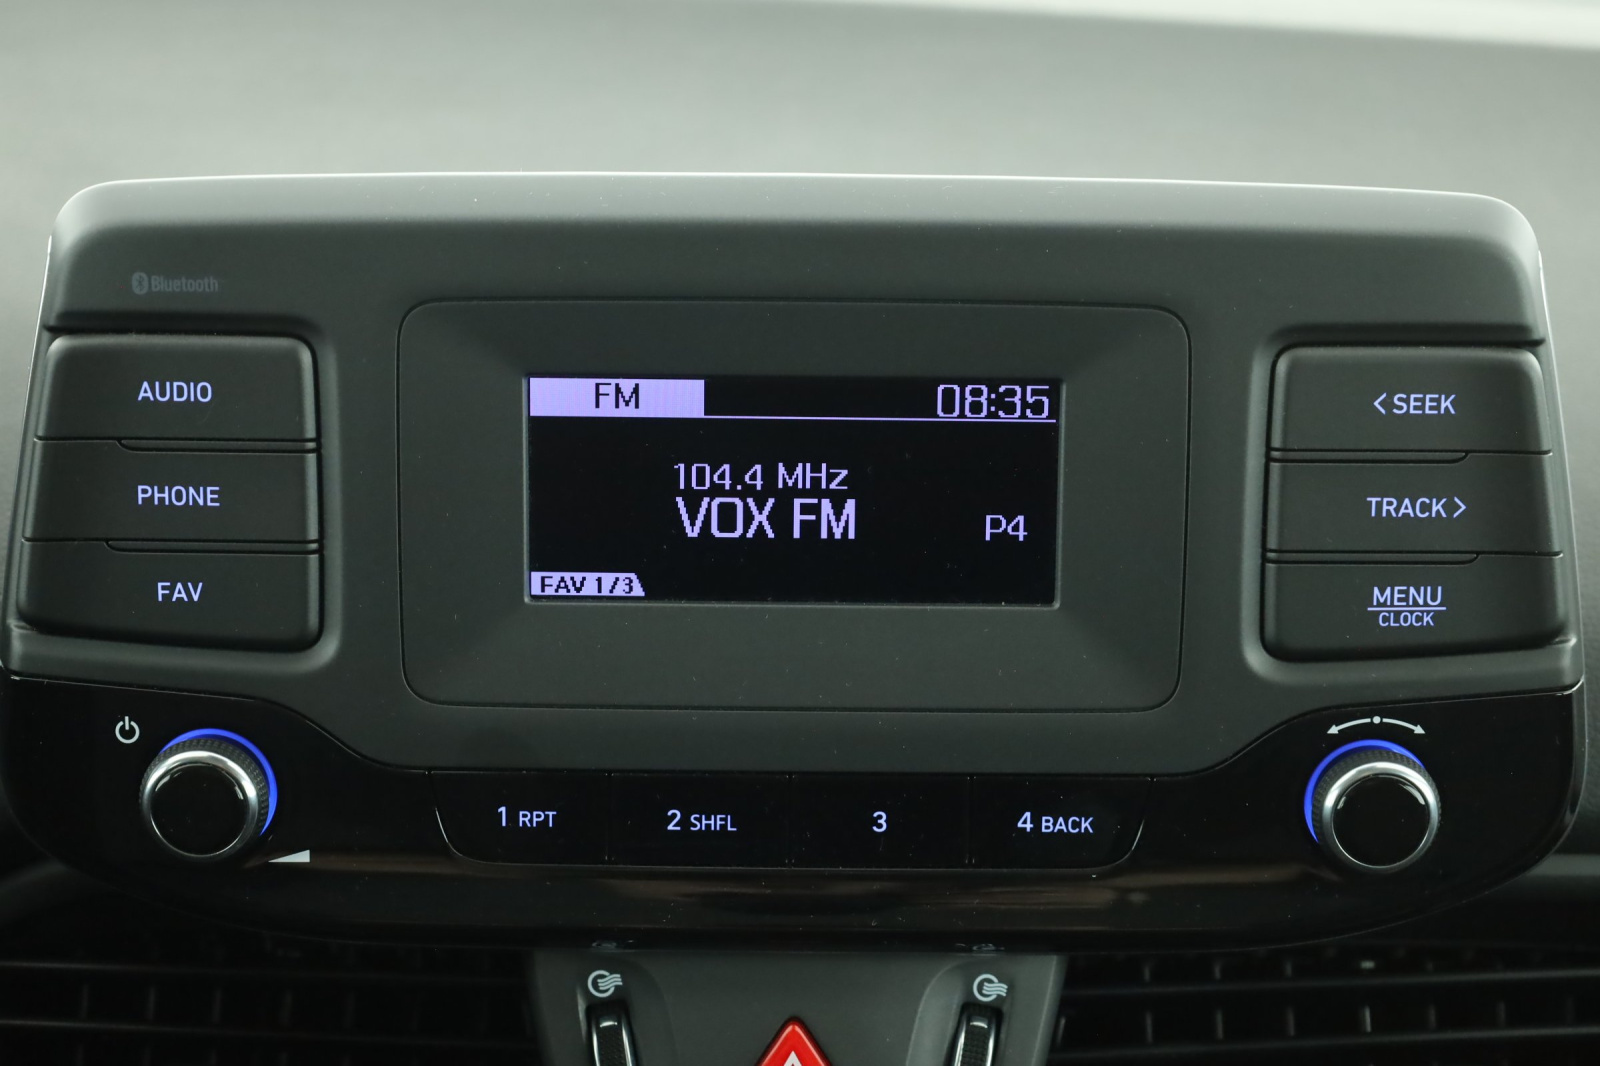 Bluetooth
AUDIO
PHONE
FAV
FM 08:35
104.4 MHz
VOX FM
P4
FAV 1/3
<SEEK
TRACK>
MENU
CLOCK
1 RPT 2 SHFL 3 4 BACK